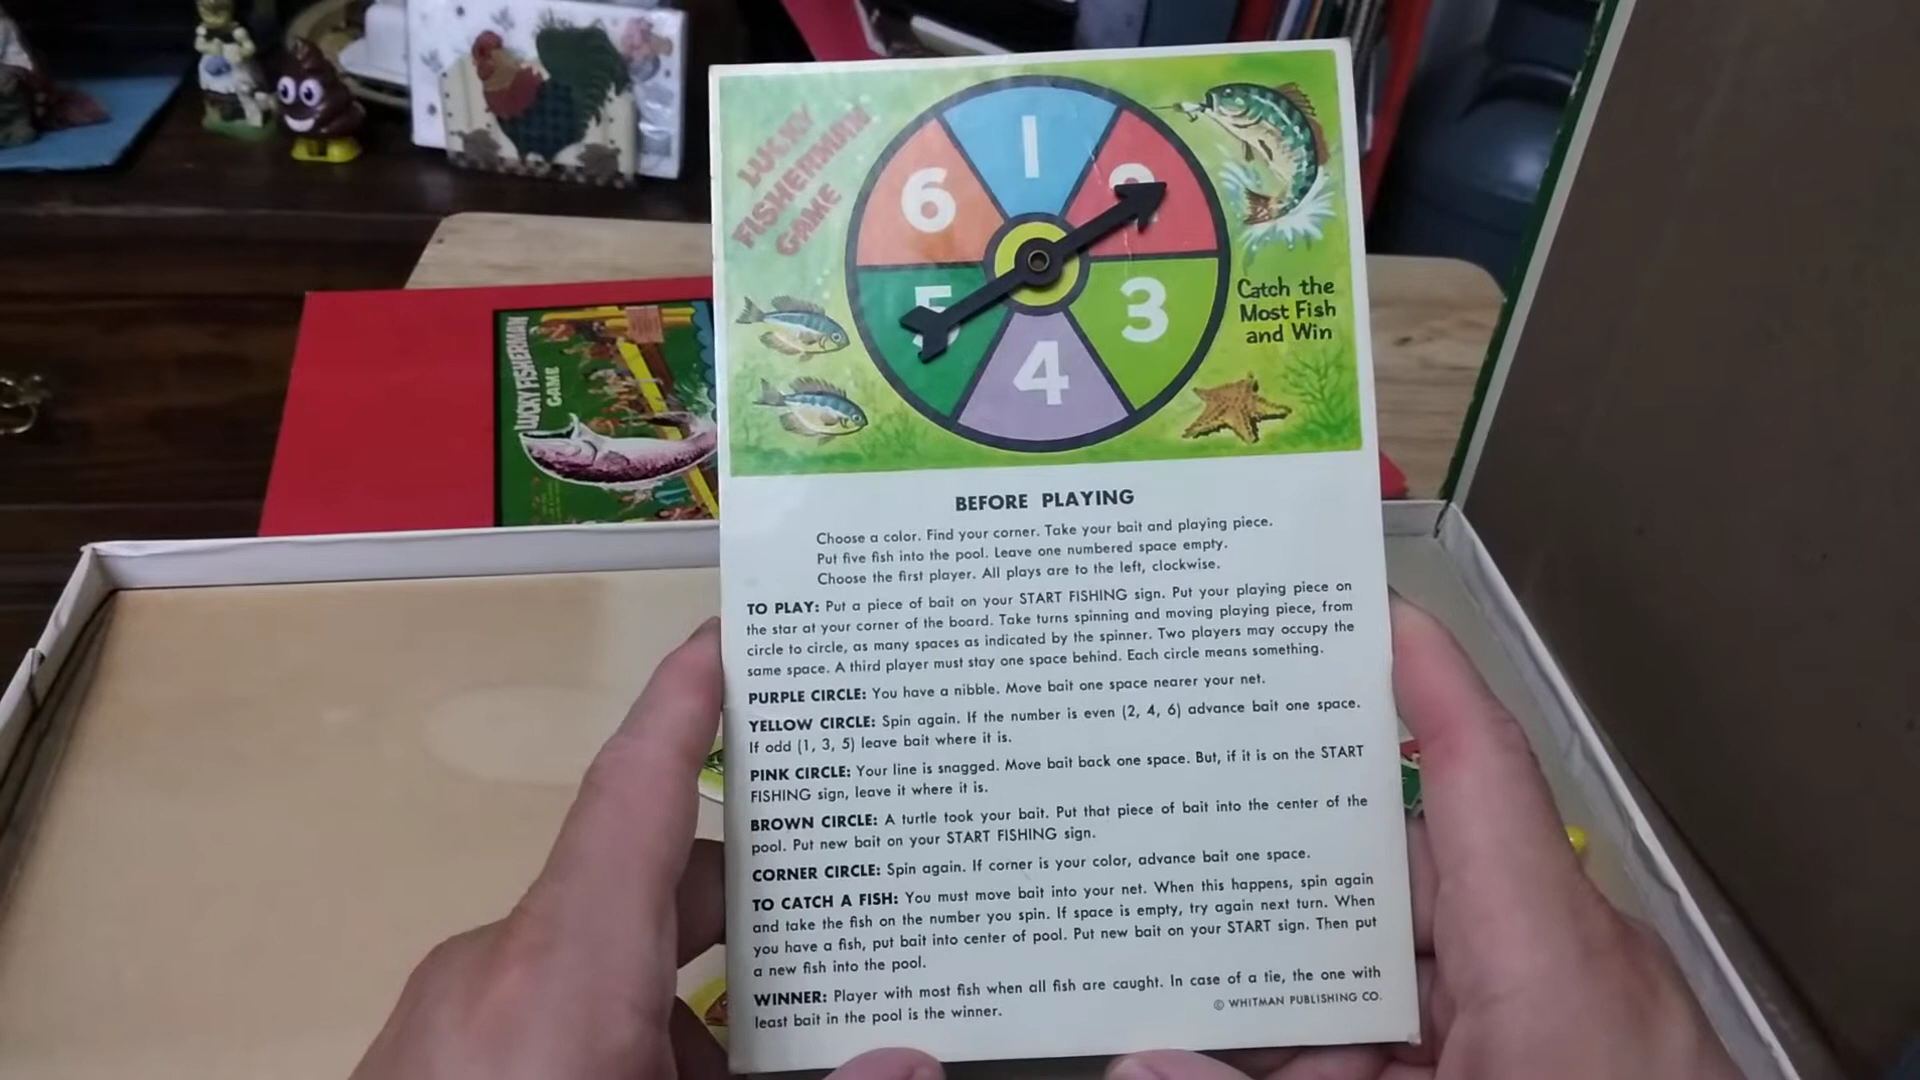 LUCKY
FISHERMAN
GAME
1
6
3
5
4
Catch the
Most Fish
and Win
LUCKY FISHERMAN
GAME
BEFORE PLAYING
Choose a color. Find your corner. Take your bait and playing piece.
Put five fish into the pool. Leave one numbered space empty.
Choose the first player. All plays are to the left, clockwise.
TO PLAY: Put a piece of bait on your START FISHING sign. Put your playing piece on
the star at your corner of the board. Take turns spinning and moving playing piece, from
circle to circle, as many spaces as indicated by the spinner. Two players may occupy the
same space. A third player must stay one space behind. Each circle means something.
PURPLE CIRCLE: You have a nibble. Move bait one space nearer your net.
YELLOW CIRCLE: Spin again. If the number is even (2, 4, 6) advance bait one space.
If odd (1, 3, 5) leave bait where it is.
PINK CIRCLE: Your line is snagged. Move bait back one space. But, if it is on the START
FISHING sign, leave it where it is.
BROWN CIRCLE: A turtle took your bait. Put that piece of bait into the center of the
pool. Put new bait on your START FISHING sign.
CORNER CIRCLE: Spin again. If corner is your color, advance bait one space.
TO CATCH A FISH: You must move bait into your net. When this happens, spin again
and take the fish on the number you spin. If space is empty, try again next turn. When
you have a fish, put bait into center of pool. Put new bait on your START sign. Then put
a new fish into the pool.
WINNER: Player with most fish when all fish are caught. In case of a tie, the one with
least bait in the pool is the winner.
© WHITMAN PUBLISHING CO.